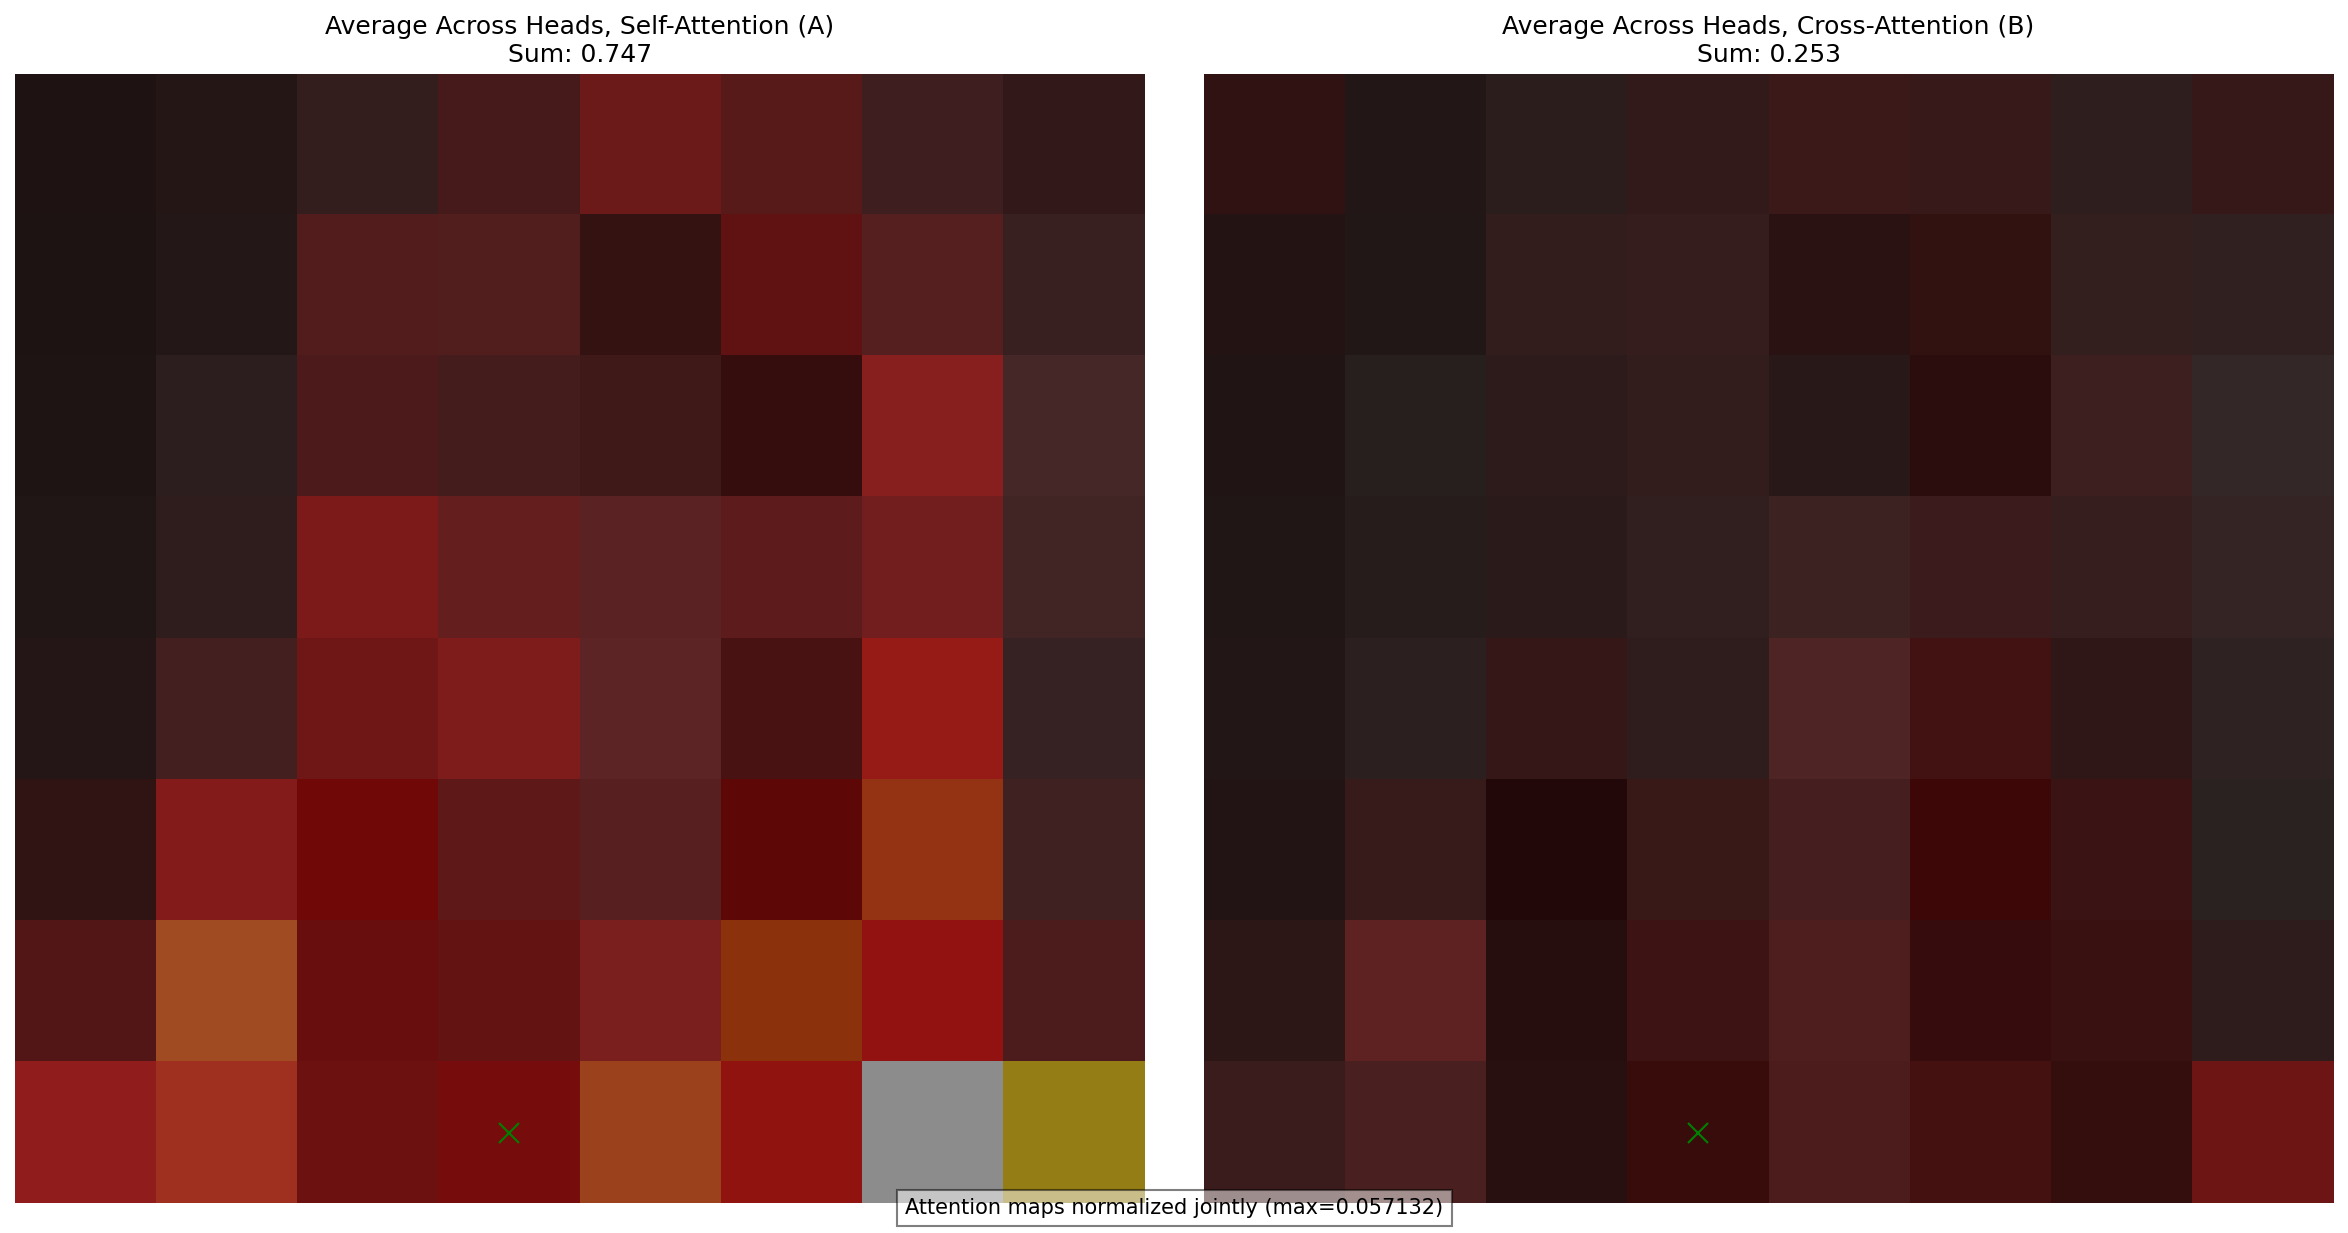 Average Across Heads, Self-Attention (A)
Sum: 0.747
Average Across Heads, Cross-Attention (B)
Sum: 0.253
Attention maps normalized jointly (max=0.057132)